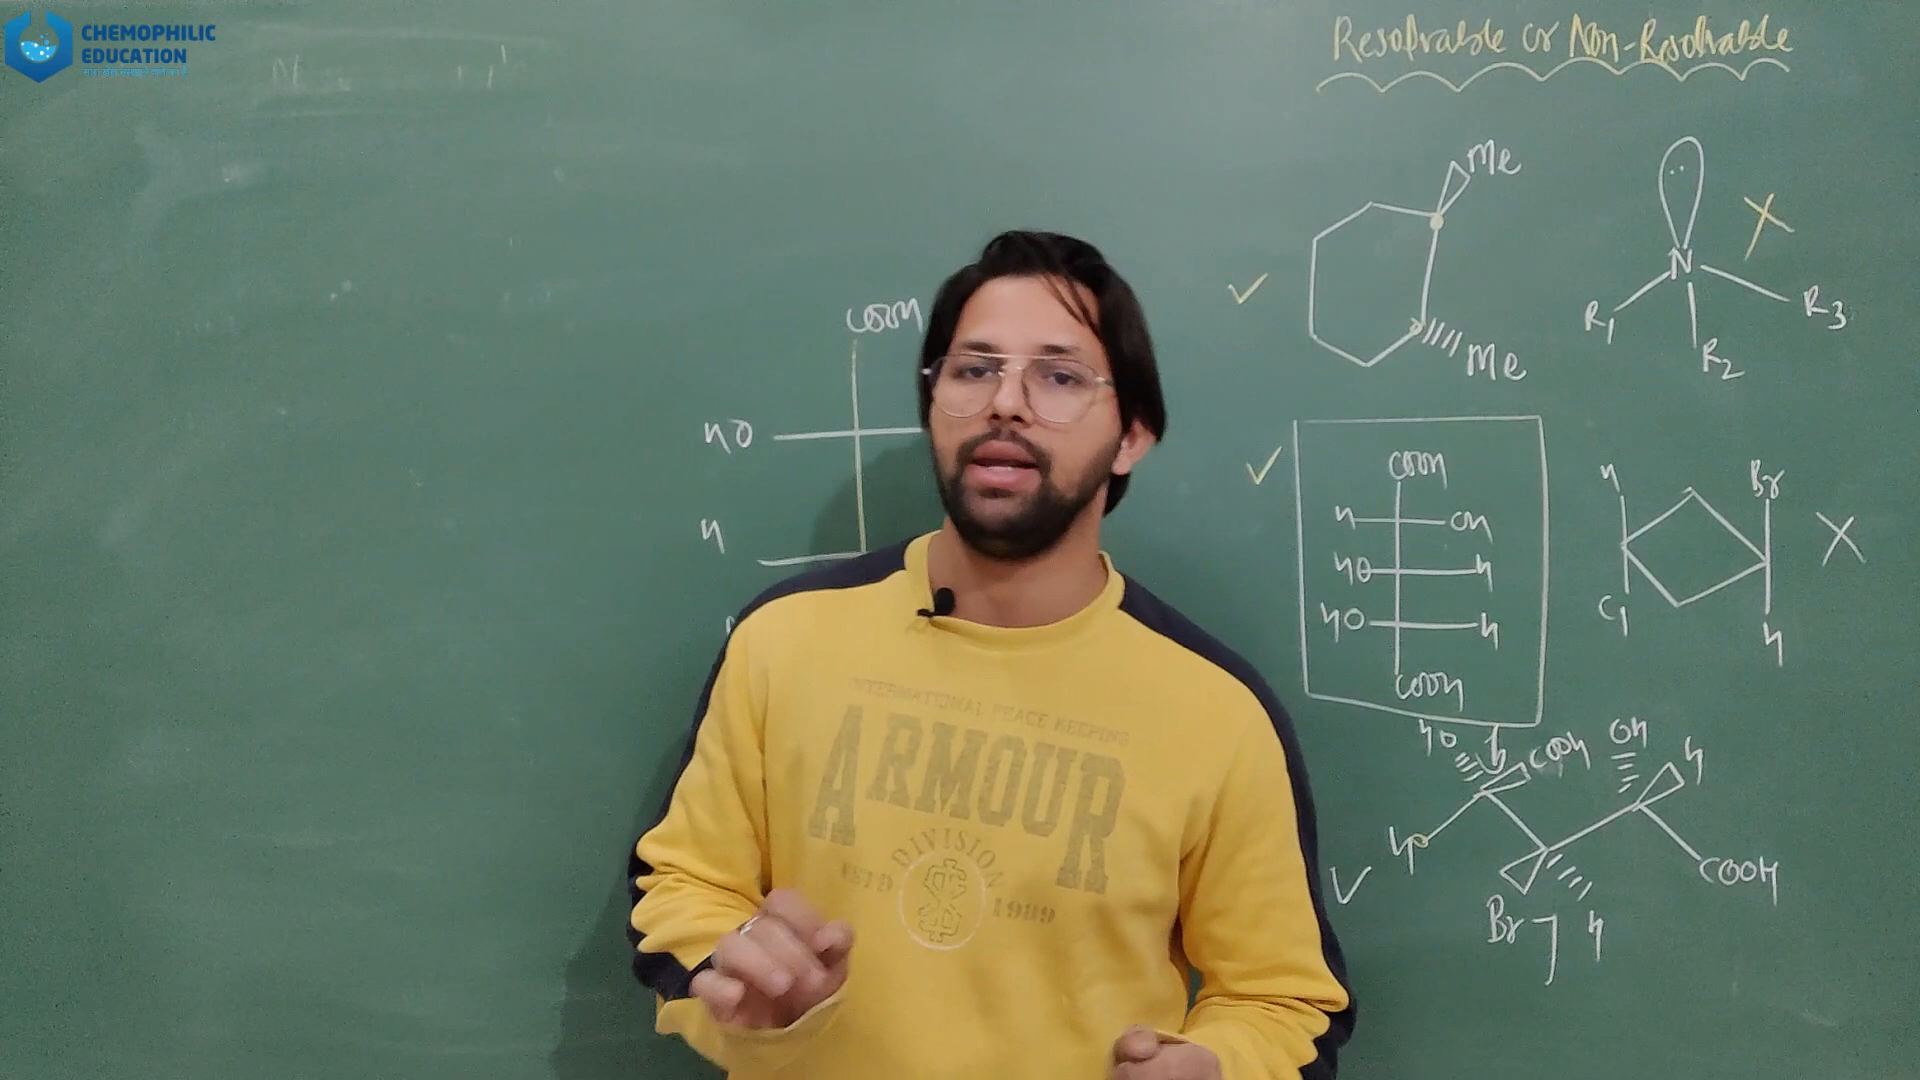 CHEMOPHILIC
EDUCATION
Resolvable or Non-Resolvable
Me
Me
N
R1
R2
R3
COOH
HO
H
COOH
H OH
HO H
HO H
COOH
H
Br
Cl
H
HO
COOH
OH
H
HO
COOH
Br
H
INTERNATIONAL PEACE KEEPING
ARMOUR
DIVISION
ESTD 1989